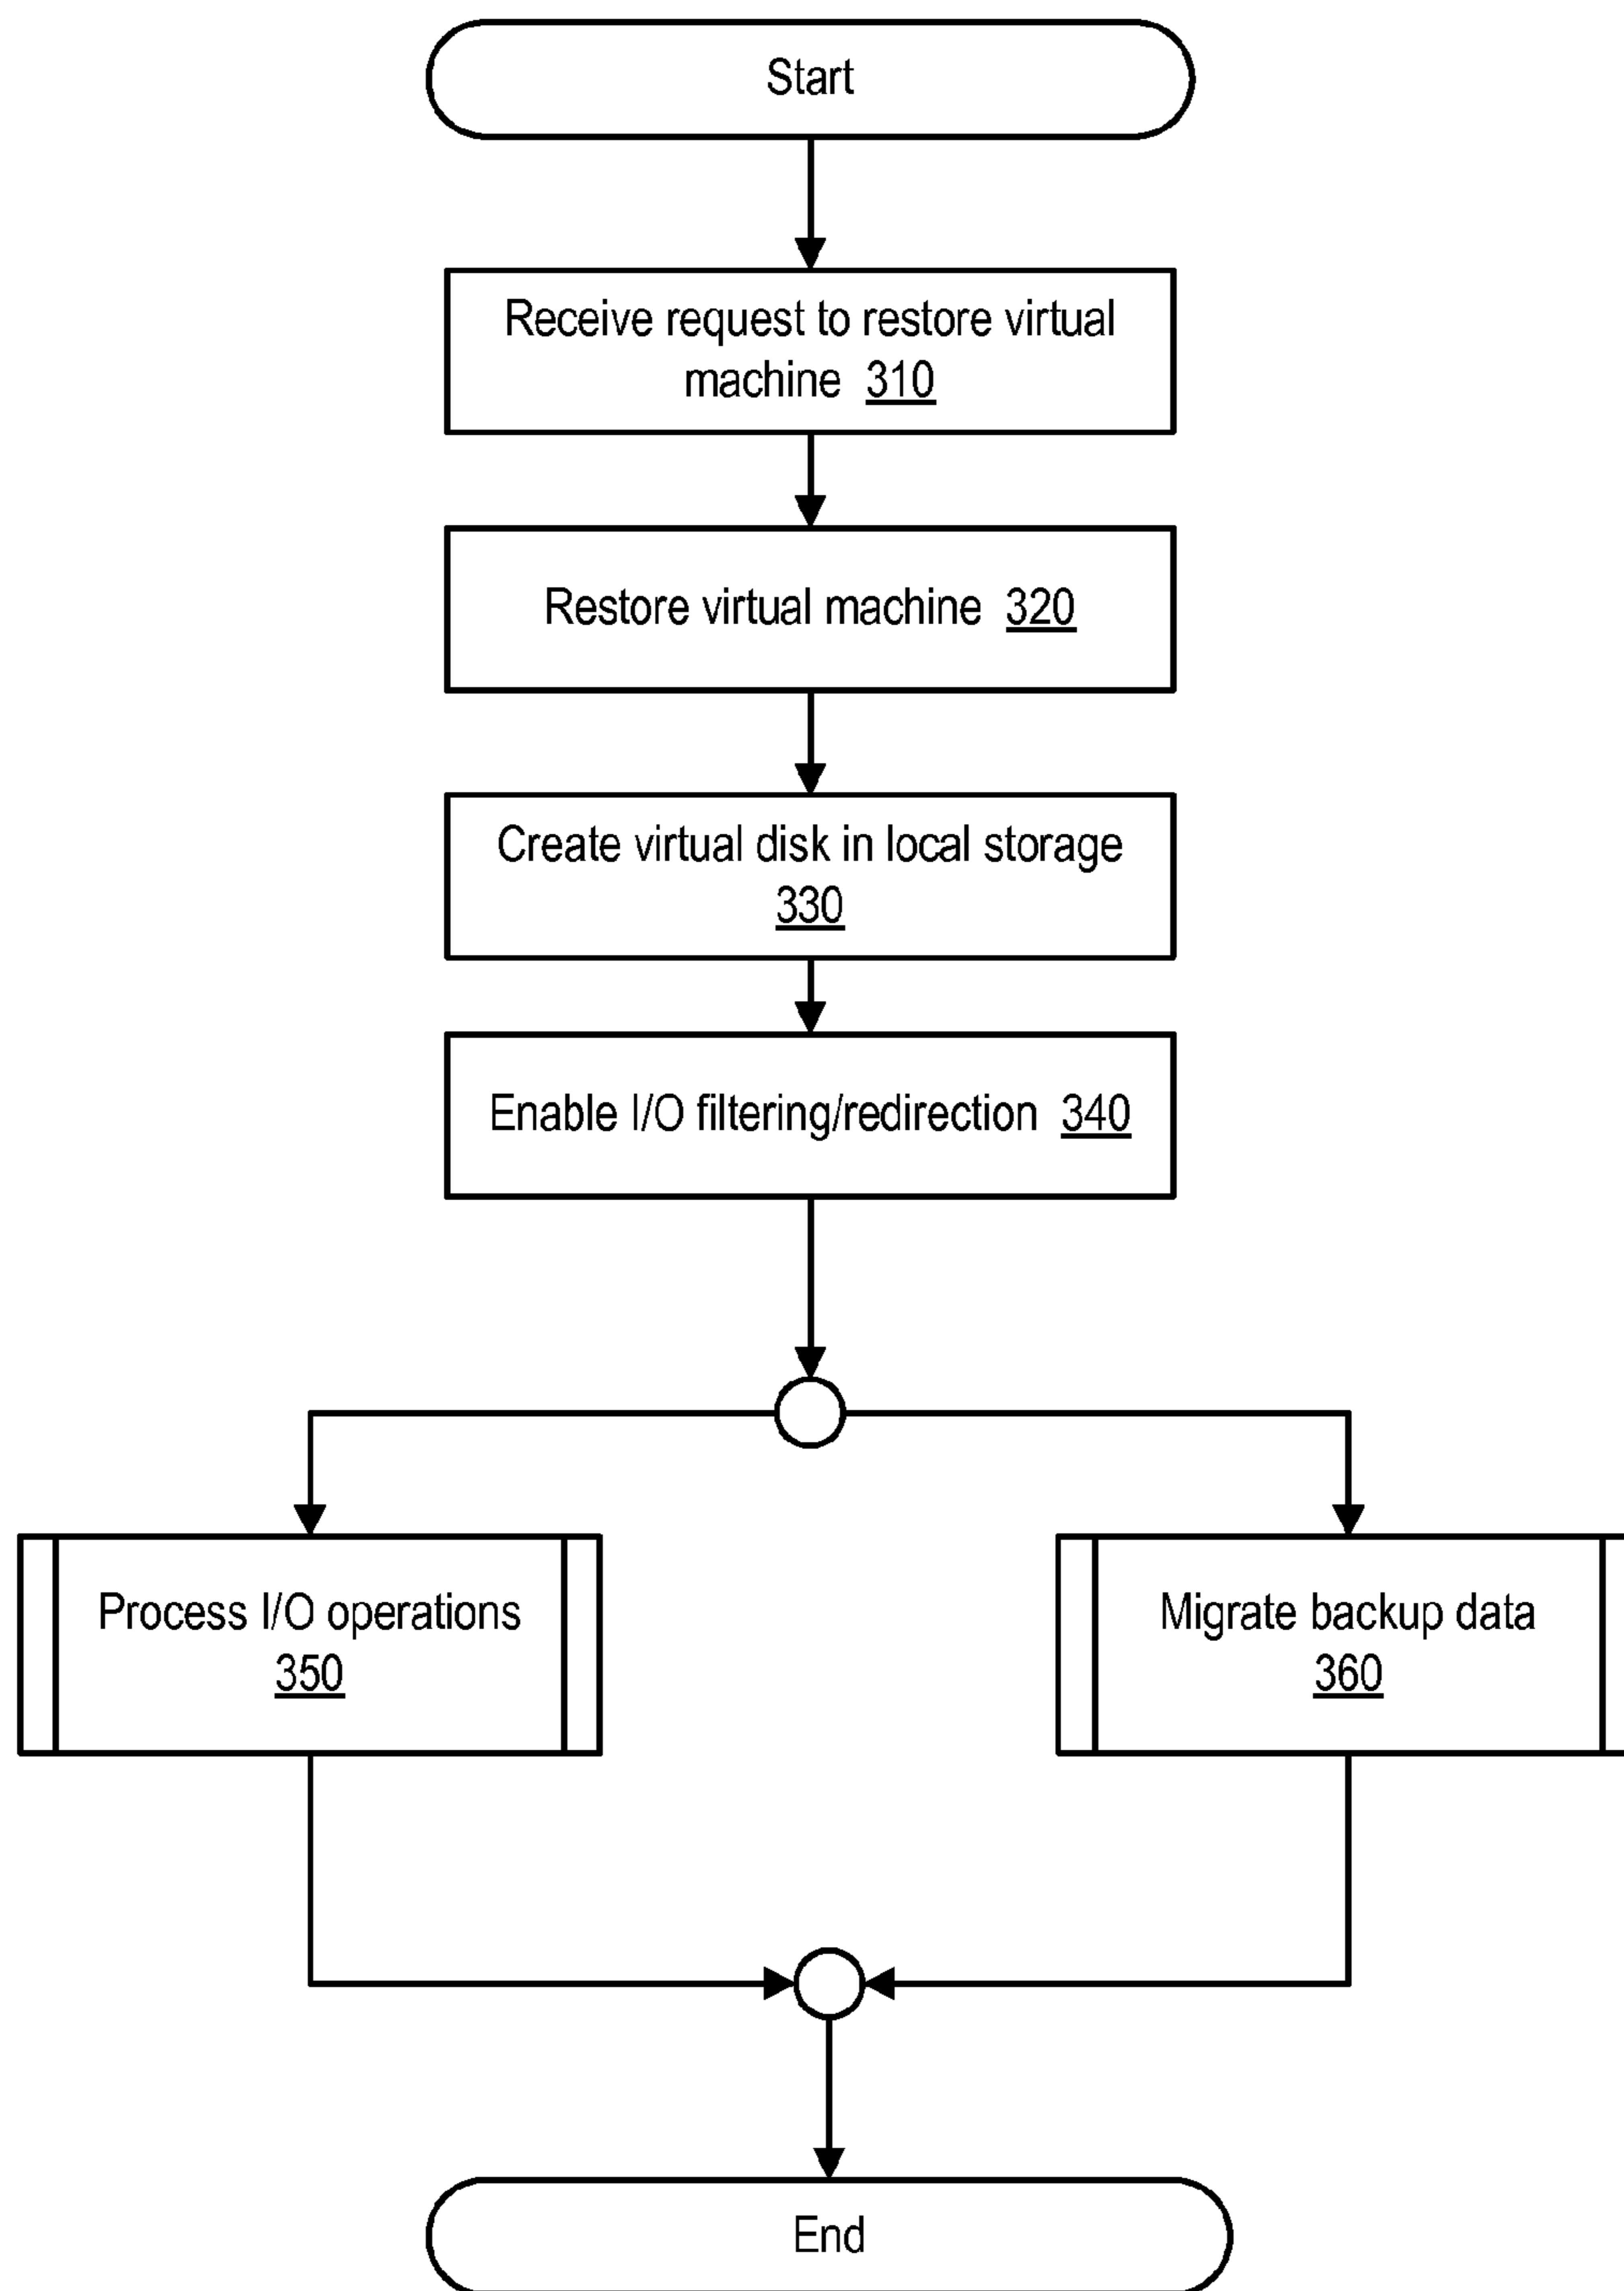 Start
Receive request to restore virtual
machine 310
Restore virtual machine 320
Create virtual disk in local storage
330
Enable I/O filtering/redirection 340
Process I/O operations
350
Migrate backup data
360
End